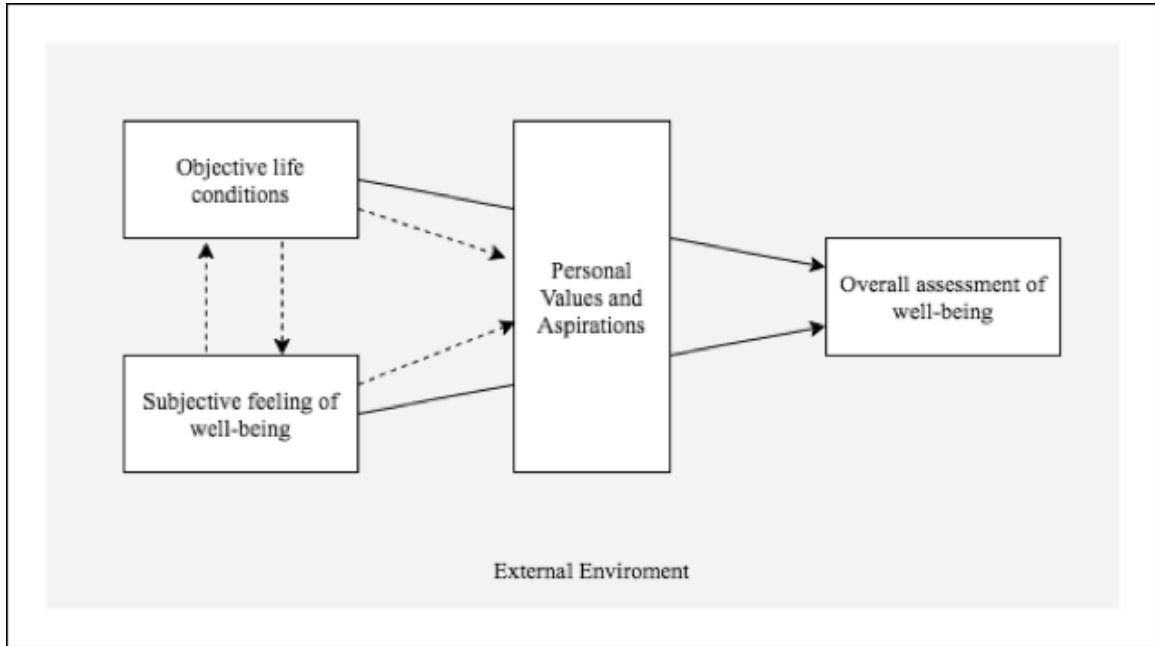 Objective life
conditions
Personal
Values and
Aspirations
Overall assessment of
well-being
Subjective feeling of
well-being
External Enviroment